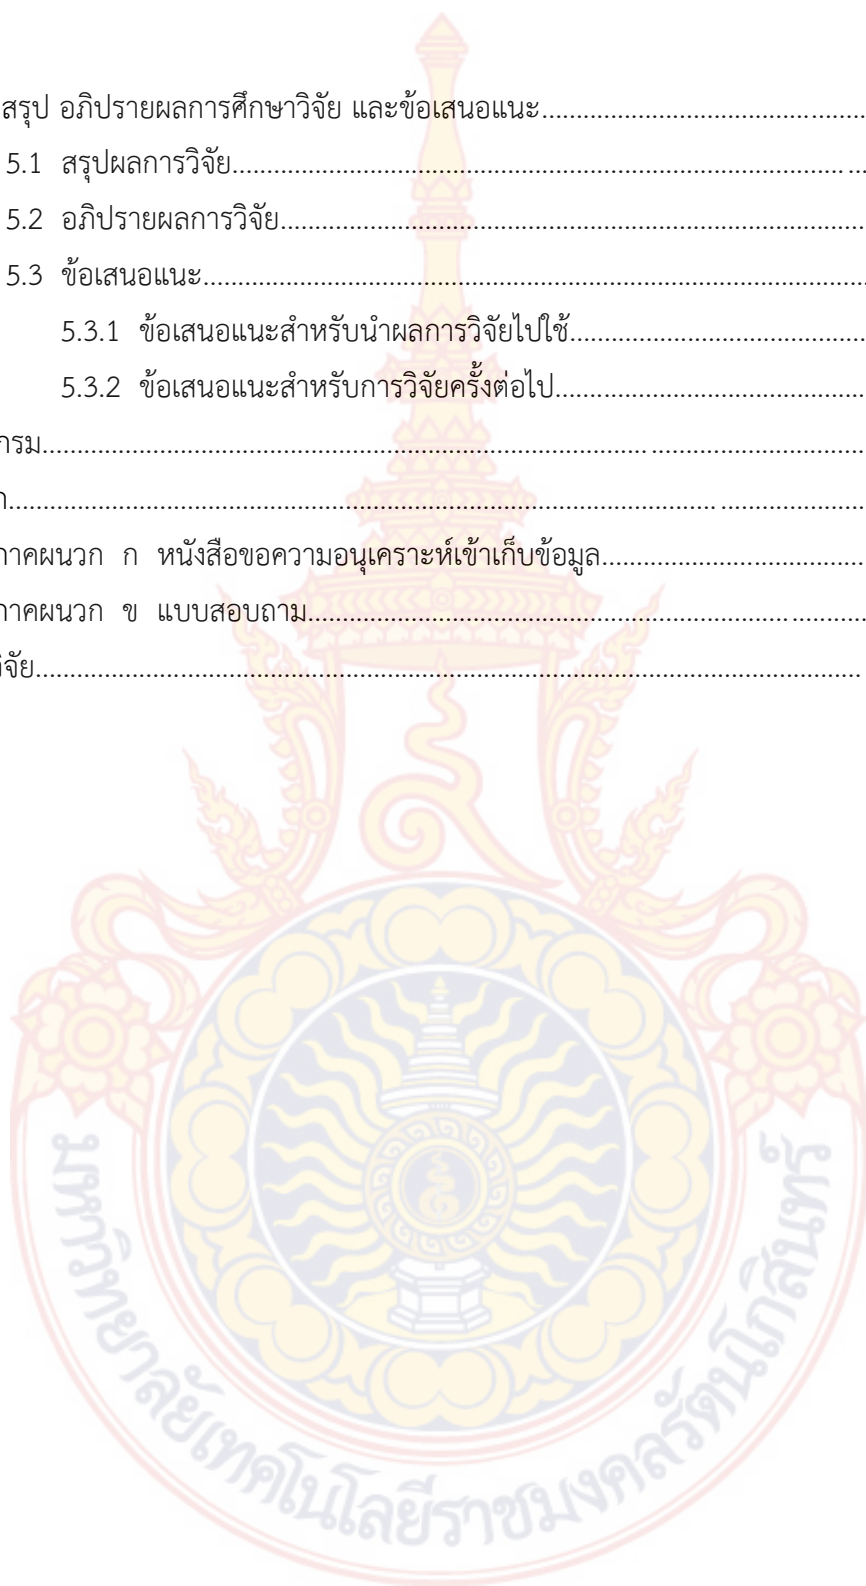 สรุป อภิปรายผลการศึกษาวิจัย และข้อเสนอแนะ................................................
5.1 สรุปผลการวิจัย................................................................................
5.2 อภิปรายผลการวิจัย..........................................................................
5.3 ข้อเสนอแนะ....................................................................................
5.3.1 ข้อเสนอแนะสำหรับนำผลการวิจัยไปใช้...........................................
5.3.2 ข้อเสนอแนะสำหรับการวิจัยครั้งต่อไป.............................................
กรม......................................................................................................
ก..........................................................................................................
าคผนวก ก หนังสือขอความอนุเคราะห์เข้าเก็บข้อมูล.......................................
าคผนวก ข แบบสอบถาม.........................................................................
วิจัย......................................................................................................
มหาวิทยาลัยเทคโนโลยีราชมงคลรัตนโกสินทร์